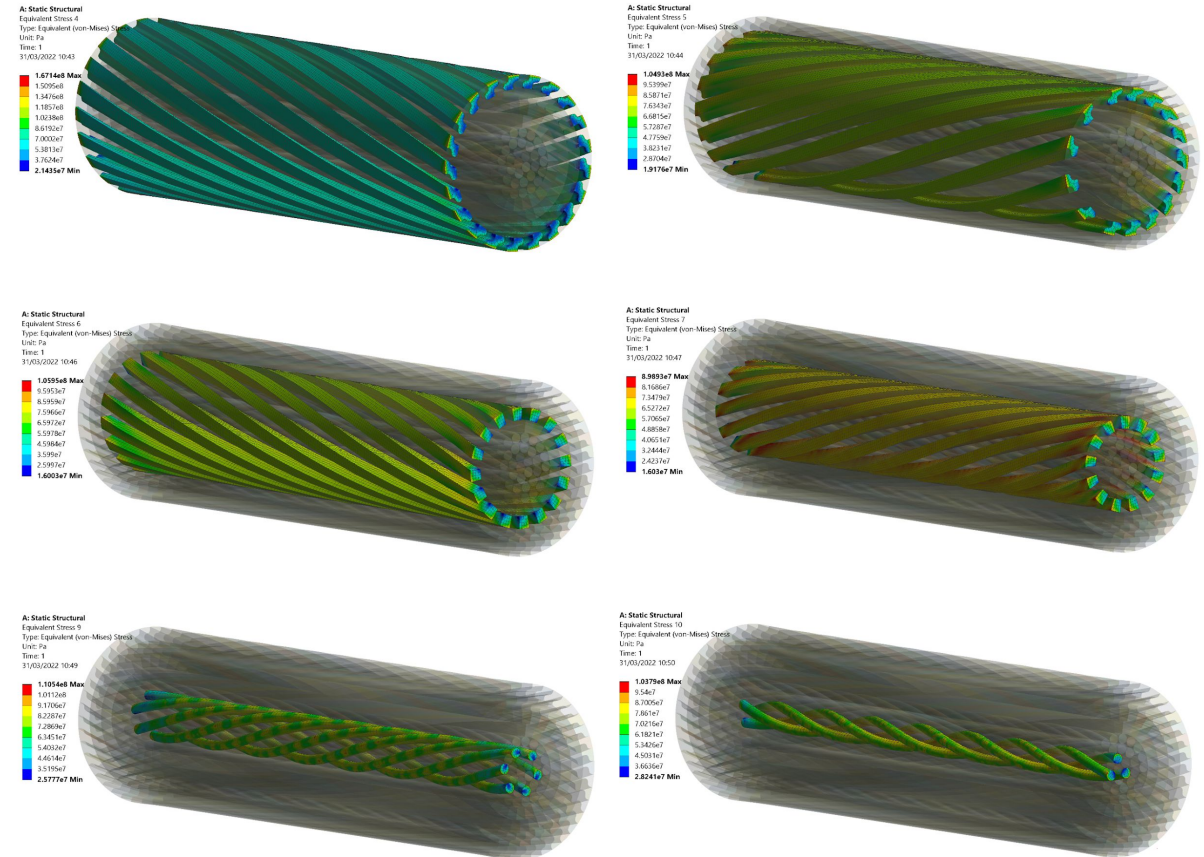 A: Static Structural
Equivalent Stress 4
Type: Equivalent (von-Mises) Stress
Unit: Pa
Time: 1
31/03/2022 10:43
1.6714e8 Max
1.5095e8
1.3476e8
1.1857e8
1.0238e8
8.6192e7
7.0002e7
5.3813e7
3.7624e7
2.1435e7 Min
A: Static Structural
Equivalent Stress 5
Type: Equivalent (von-Mises) Stress
Unit: Pa
Time: 1
31/03/2022 10:44
1.0493e8 Max
9.5399e7
8.5871e7
7.6343e7
6.6815e7
5.7287e7
4.7759e7
3.8231e7
2.8704e7
1.9176e7 Min
A: Static Structural
Equivalent Stress 6
Type: Equivalent (von-Mises) Stress
Unit: Pa
Time: 1
31/03/2022 10:46
1.0595e8 Max
9.5953e7
8.5959e7
7.5966e7
6.5972e7
5.5978e7
4.5984e7
3.599e7
2.5997e7
1.6003e7 Min
A: Static Structural
Equivalent Stress 7
Type: Equivalent (von-Mises) Stress
Unit: Pa
Time: 1
31/03/2022 10:47
8.9893e7 Max
8.1686e7
7.3479e7
6.5272e7
5.7065e7
4.8858e7
4.0651e7
3.2444e7
2.4237e7
1.603e7 Min
A: Static Structural
Equivalent Stress 9
Type: Equivalent (von-Mises) Stress
Unit: Pa
Time: 1
31/03/2022 10:49
1.1054e8 Max
1.0112e8
9.1706e7
8.2287e7
7.2869e7
6.3451e7
5.4032e7
4.4614e7
3.5195e7
2.5777e7 Min
A: Static Structural
Equivalent Stress 10
Type: Equivalent (von-Mises) Stress
Unit: Pa
Time: 1
31/03/2022 10:50
1.0379e8 Max
9.54e7
8.7005e7
7.861e7
7.0216e7
6.1821e7
5.3426e7
4.5031e7
3.6636e7
2.8241e7 Min